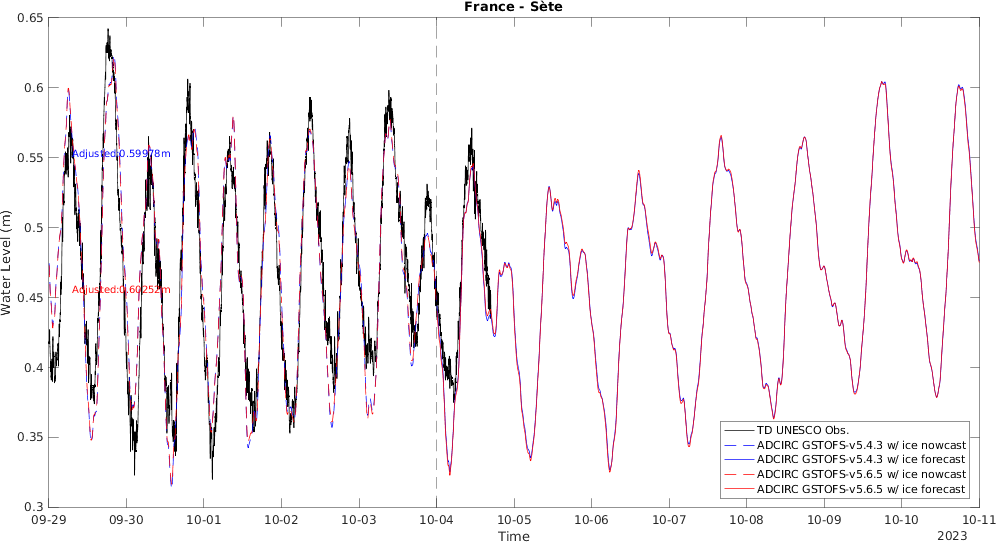 France - Sète
0.65
0.6
0.55
0.5
0.45
0.4
0.35
0.3
Water Level (m)
Adjusted:0.59978m
Adjusted:0.60252m
TD UNESCO Obs.
ADCIRC GSTOFS-v5.4.3 w/ ice nowcast
ADCIRC GSTOFS-v5.4.3 w/ ice forecast
ADCIRC GSTOFS-v5.6.5 w/ ice nowcast
ADCIRC GSTOFS-v5.6.5 w/ ice forecast
09-29 09-30 10-01 10-02 10-03 10-04 10-05 10-06 10-07 10-08 10-09 10-10 10-11
Time
2023